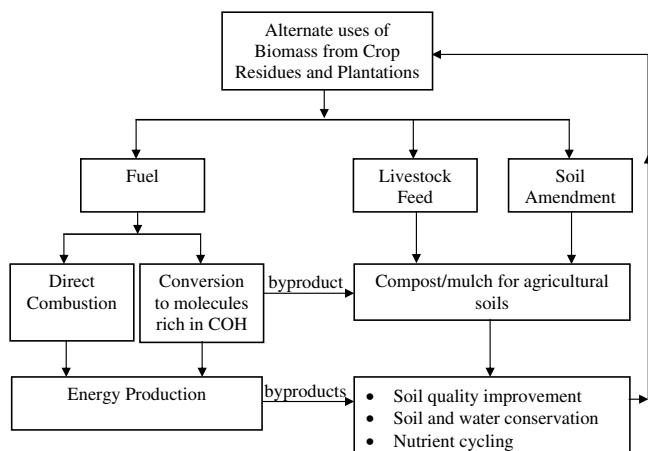 Alternate uses of
Biomass from Crop
Residues and Plantations
Fuel
Livestock
Feed
Soil
Amendment
Direct
Combustion
Conversion
to molecules
rich in COH
byproduct
Compost/mulch for agricultural
soils
Energy Production
byproducts
• Soil quality improvement
• Soil and water conservation
• Nutrient cycling